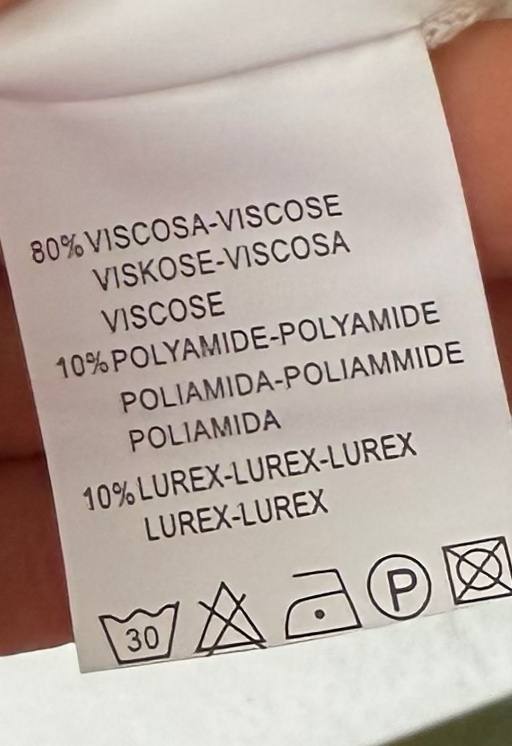 80% VISCOSA-VISCOSE
VISKOSE-VISCOSA
VISCOSE
10% POLYAMIDE-POLYAMIDE
POLIAMIDA-POLIAMMIDE
POLIAMIDA
10% LUREX-LUREX-LUREX
LUREX-LUREX
30 P